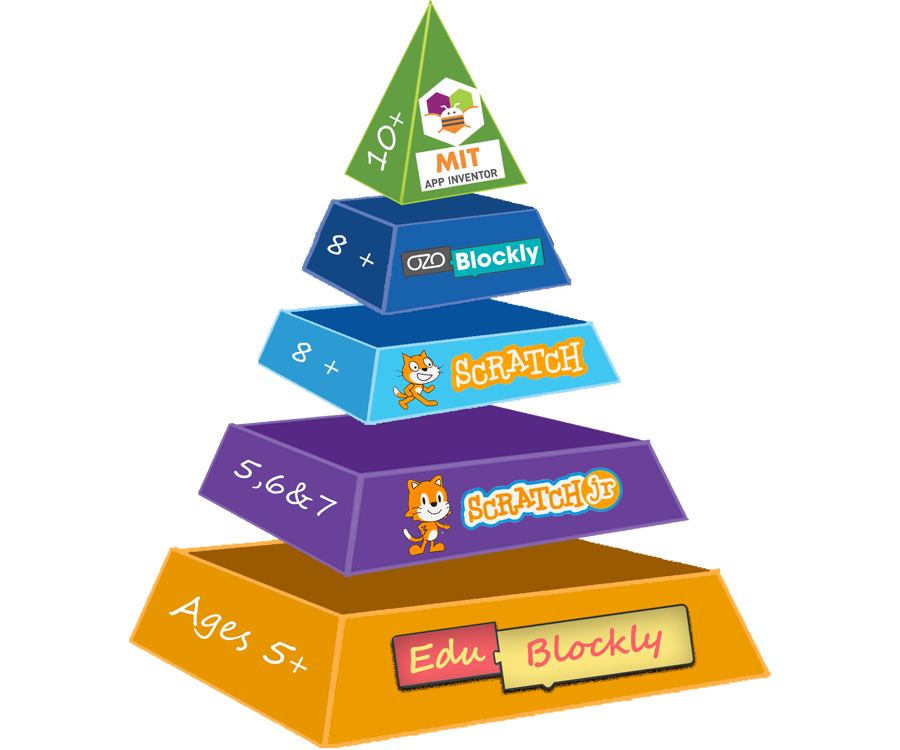 10+
MIT
APP INVENTOR
8 +
OZO Blockly
8 +
SCRATCH
5,6&7
SCRATCH jr
Ages 5+
Edu Blockly